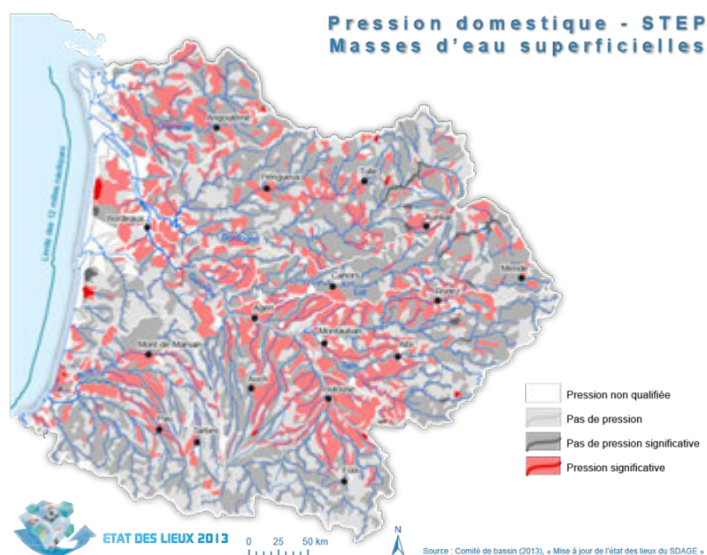 Pression domestique - STEP
Masses d'eau superficielles
Limite des 12 miles nautiques
Angoulême
Périgueux
Tulle
Bordeaux
Aurillac
Dordogne
Cahors
Lot
Mende
Rodez
Agen
Montauban
Mont de Marsan
Albi
Auch
Toulouse
Pau
Tarbes
Foix
Pression non qualifiée
Pas de pression
Pas de pression significative
Pression significative
ETAT DES LIEUX 2013
0 25 50 km
N
Source : Comité de bassin (2013), « Mise à jour de l'état des lieux du SDAGE »